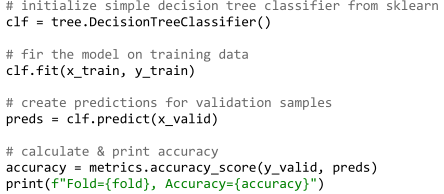 # initialize simple decision tree classifier from sklearn
clf = tree.DecisionTreeClassifier()
# fir the model on training data
clf.fit(x_train, y_train)
# create predictions for validation samples
preds = clf.predict(x_valid)
# calculate & print accuracy
accuracy = metrics.accuracy_score(y_valid, preds)
print(f"Fold={fold}, Accuracy={accuracy}")